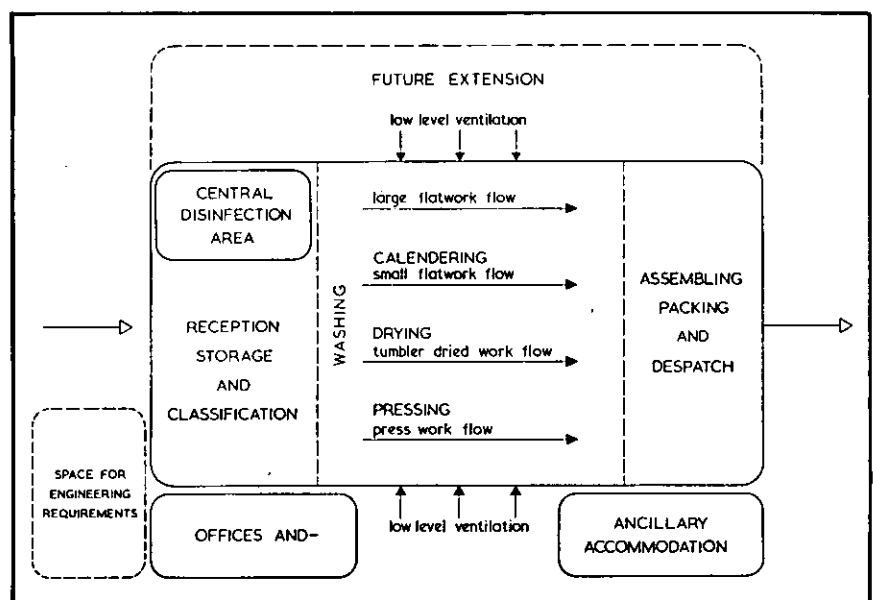 FUTURE EXTENSION
low level ventilation
CENTRAL
DISINFECTION
AREA
RECEPTION
STORAGE
AND
CLASSIFICATION
WASHING
large flatwork flow
CALENDERING
small flatwork flow
DRYING
tumbler dried work flow
PRESSING
press work flow
ASSEMBLING
PACKING
AND
DESPATCH
SPACE FOR
ENGINEERING
REQUIREMENTS
OFFICES AND-
low level ventilation
ANCILLARY
ACCOMMODATION